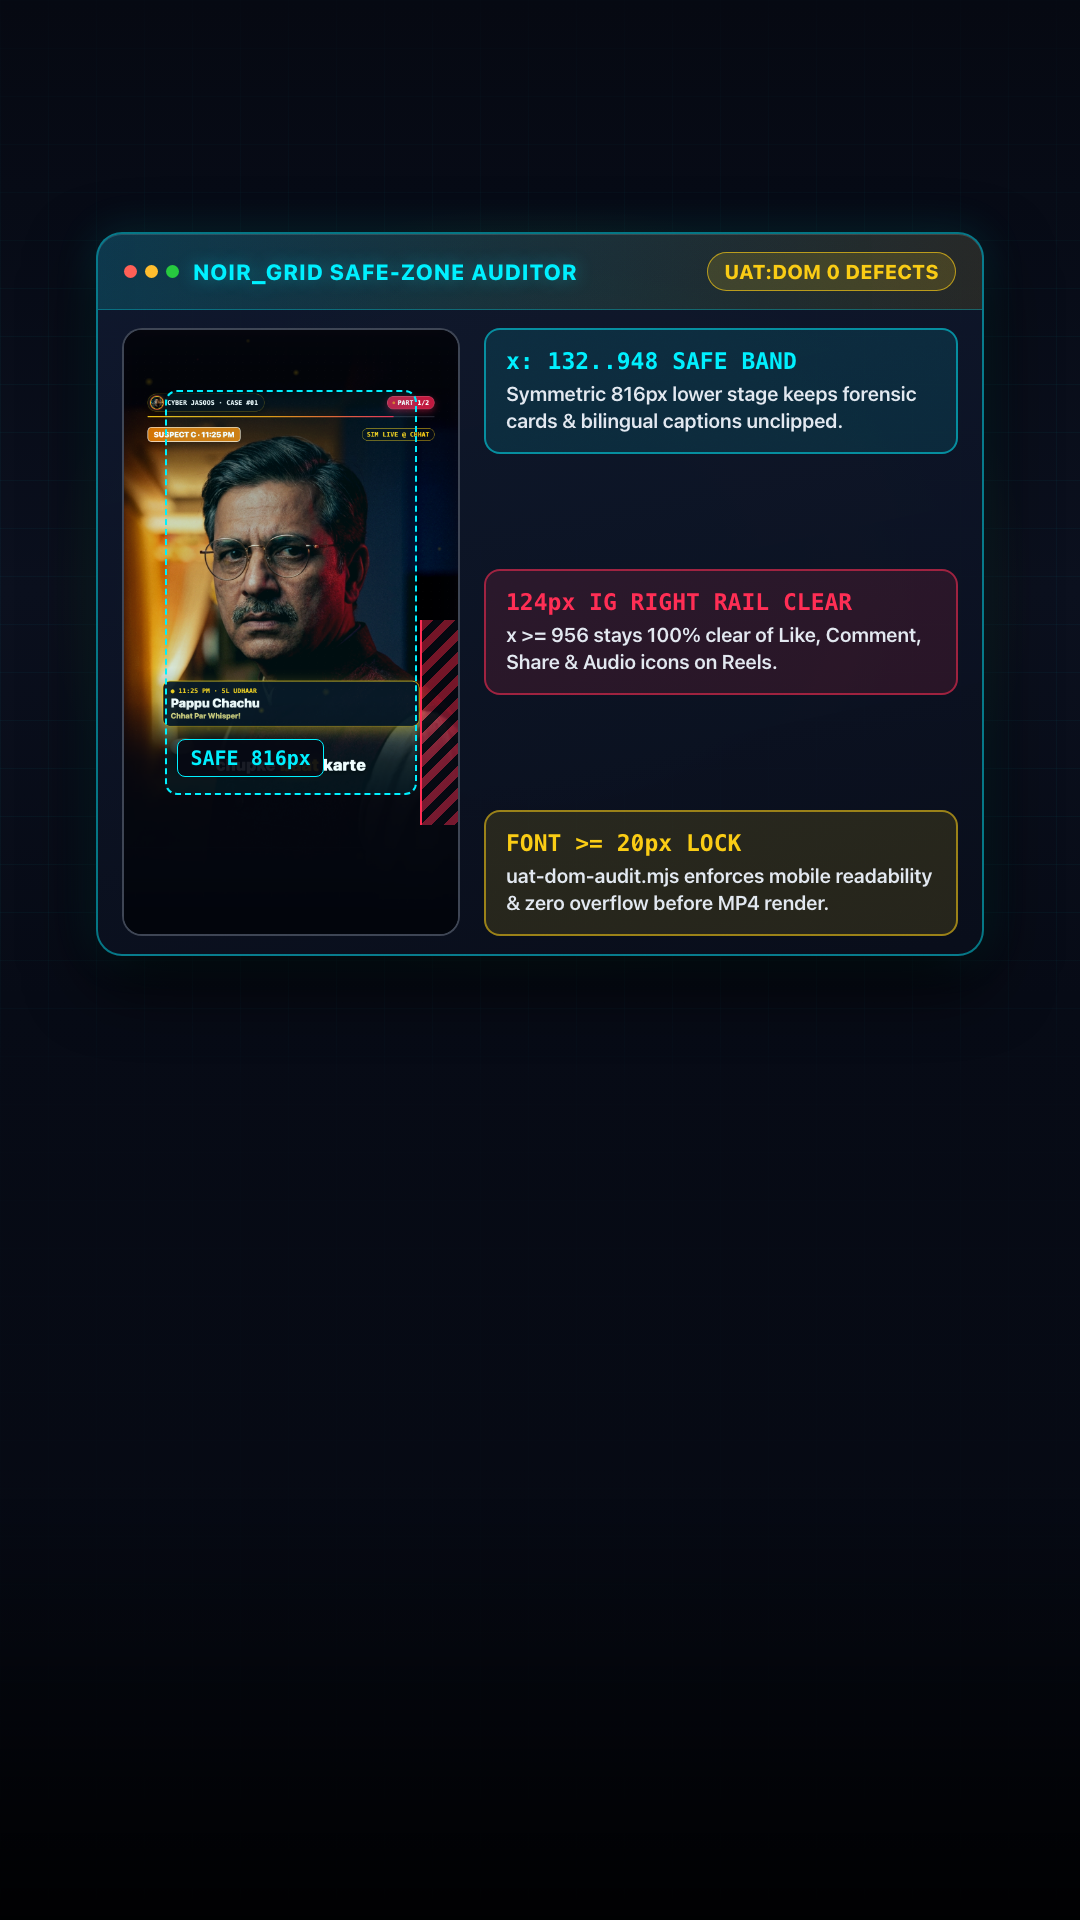 NOIR_GRID SAFE-ZONE AUDITOR
UAT:DOM 0 DEFECTS
CYBER JASOOS · CASE #01
PART 1/2
SUSPECT C · 11:25 PM
SIM LIVE @ CHHAT
● 11:25 PM · 5L UDHAAR
Pappu Chachu
Chhat Par Whisper!
SAFE 816px
karte
x: 132..948 SAFE BAND
Symmetric 816px lower stage keeps forensic
cards & bilingual captions unclipped.
124px IG RIGHT RAIL CLEAR
x >= 956 stays 100% clear of Like, Comment,
Share & Audio icons on Reels.
FONT >= 20px LOCK
uat-dom-audit.mjs enforces mobile readability
& zero overflow before MP4 render.